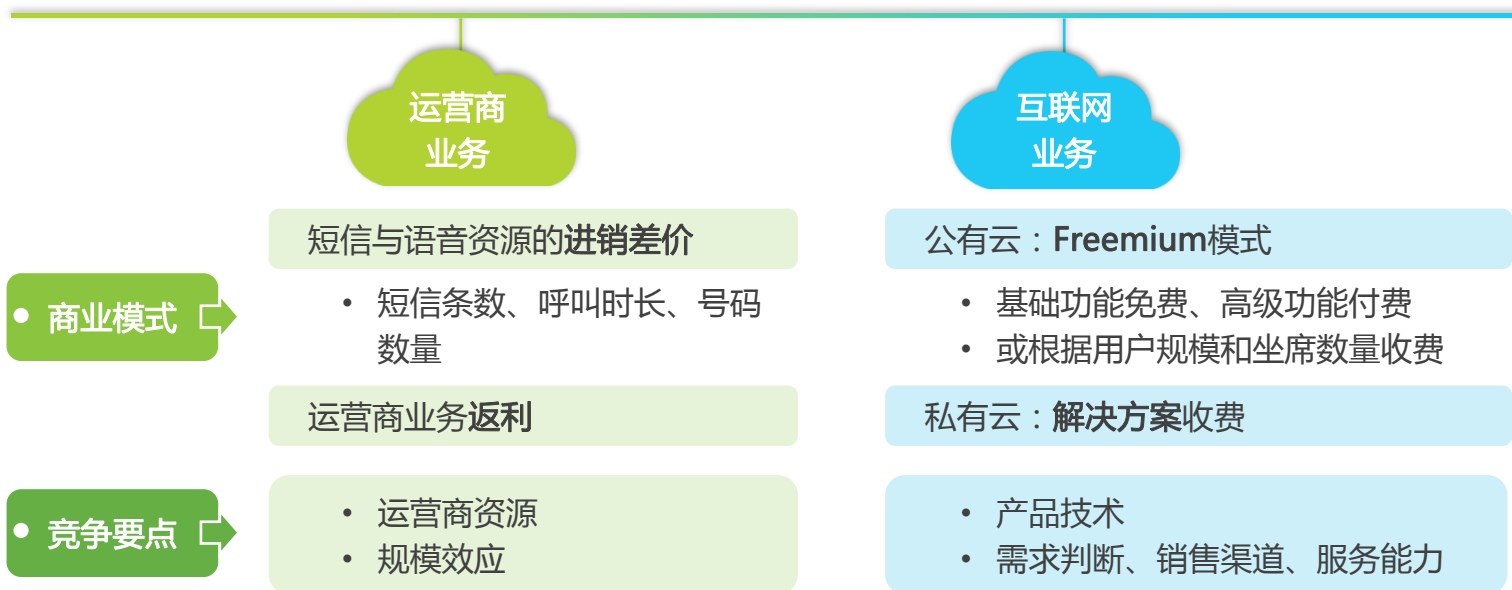 运营商
业务
互联网
业务
短信与语音资源的进销差价
公有云：Freemium模式
• 商业模式
• 短信条数、呼叫时长、号码
数量
• 基础功能免费、高级功能付费
• 或根据用户规模和坐席数量收费
运营商业务返利
私有云：解决方案收费
• 竞争要点
• 运营商资源
• 规模效应
• 产品技术
• 需求判断、销售渠道、服务能力